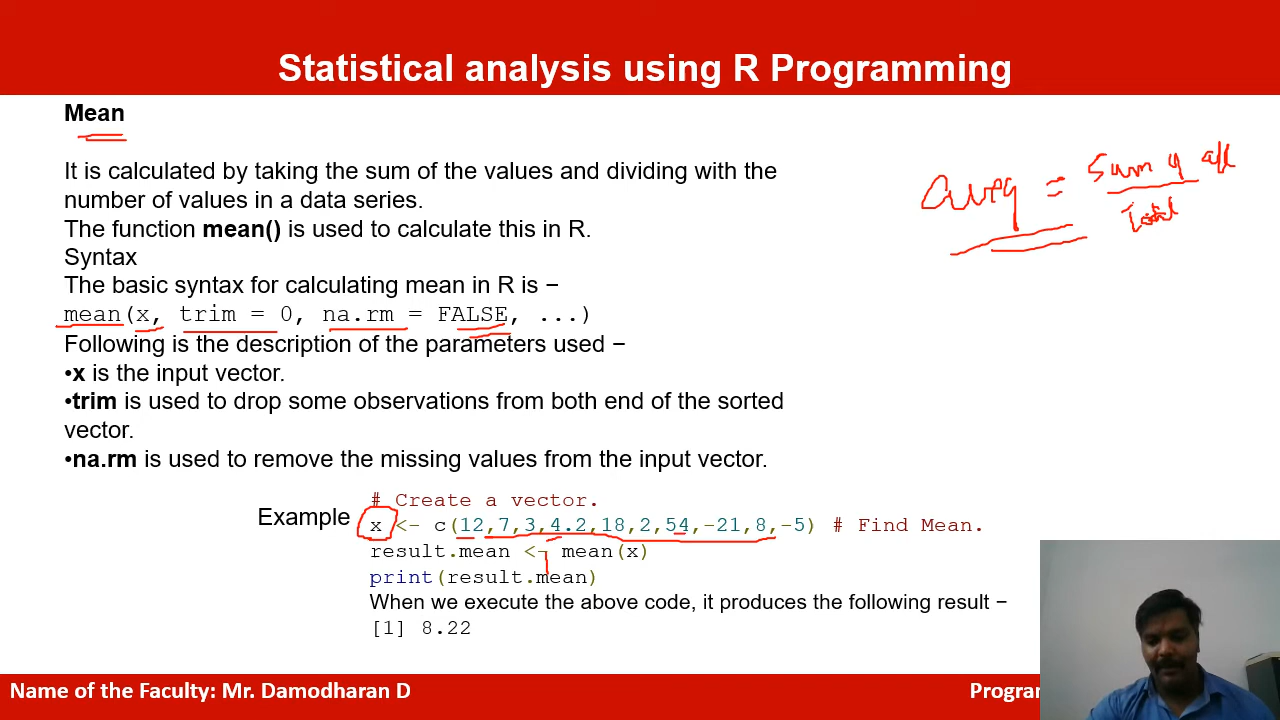 Statistical analysis using R Programming
Mean
It is calculated by taking the sum of the values and dividing with the
number of values in a data series.
The function mean() is used to calculate this in R.
Syntax
The basic syntax for calculating mean in R is −
mean(x, trim = 0, na.rm = FALSE, ...)
Following is the description of the parameters used −
•x is the input vector.
•trim is used to drop some observations from both end of the sorted
vector.
•na.rm is used to remove the missing values from the input vector.
avg = Sum of all
Total
Example
# Create a vector.
x <- c(12,7,3,4.2,18,2,54,-21,8,-5) # Find Mean.
result.mean <- mean(x)
print(result.mean)
When we execute the above code, it produces the following result −
[1] 8.22
Name of the Faculty: Mr. Damodharan D
Program